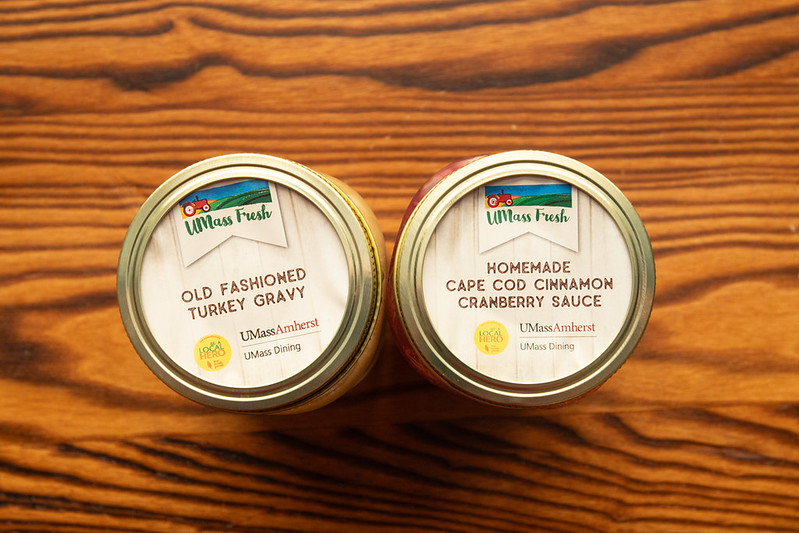 UMass Fresh
OLD FASHIONED
TURKEY GRAVY
LOCAL
HERO
UMassAmherst
UMass Dining
UMass Fresh
HOMEMADE
CAPE COD CINNAMON
CRANBERRY SAUCE
LOCAL
HERO
UMassAmherst
UMass Dining